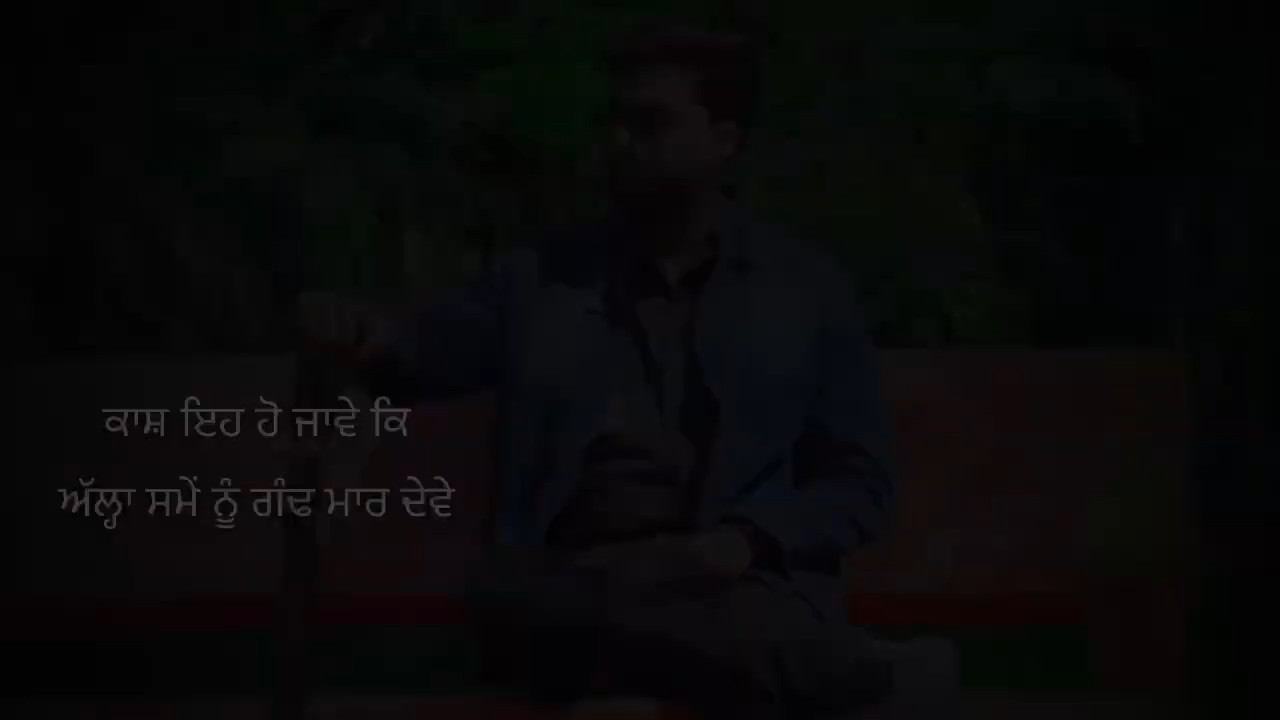 ਕਾਸ਼ ਇਹ ਹੋ ਜਾਵੇ ਕਿ
ਅੱਲ੍ਹਾ ਸਮੇਂ ਨੂੰ ਗੰਢ ਮਾਰ ਦੇਵੇ